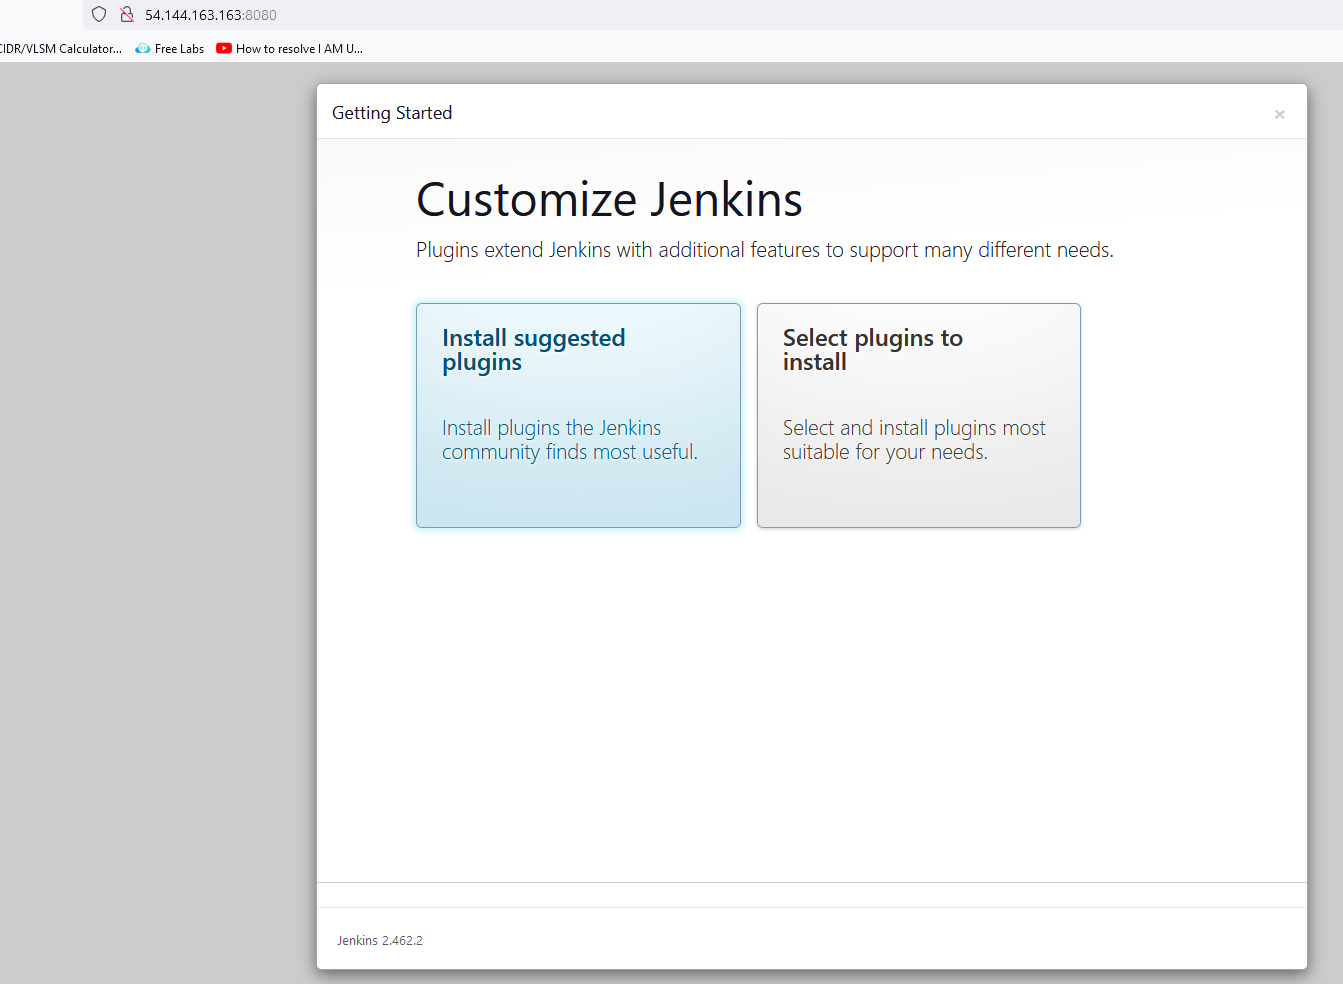 54.144.163.163:8080
CIDR/VLSM Calculator... Free Labs How to resolve I AM U...
Getting Started ×
Customize Jenkins
Plugins extend Jenkins with additional features to support many different needs.
Install suggested
plugins
Install plugins the Jenkins
community finds most useful.
Select plugins to
install
Select and install plugins most
suitable for your needs.
Jenkins 2.462.2